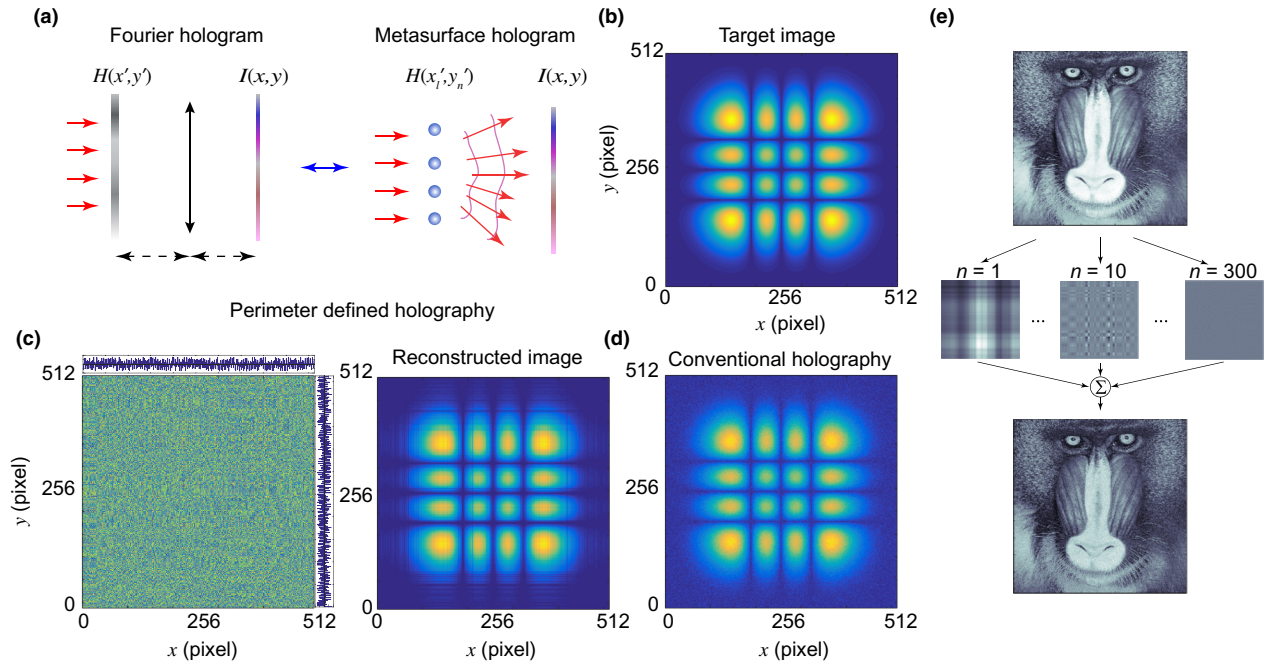 (a)
Fourier hologram
Metasurface hologram
H(x′,y′)
I(x,y)
H(x_l′,y_n′)
I(x,y)
(b)
Target image
512
256
0
y (pixel)
0 256 512
x (pixel)
Perimeter defined holography
(c)
512
256
0
y (pixel)
0 256 512
x (pixel)
Reconstructed image
512
256
0
0 256 512
x (pixel)
(d)
Conventional holography
512
256
0
0 256 512
x (pixel)
(e)
n = 1
n = 10
n = 300
... ...
Σ